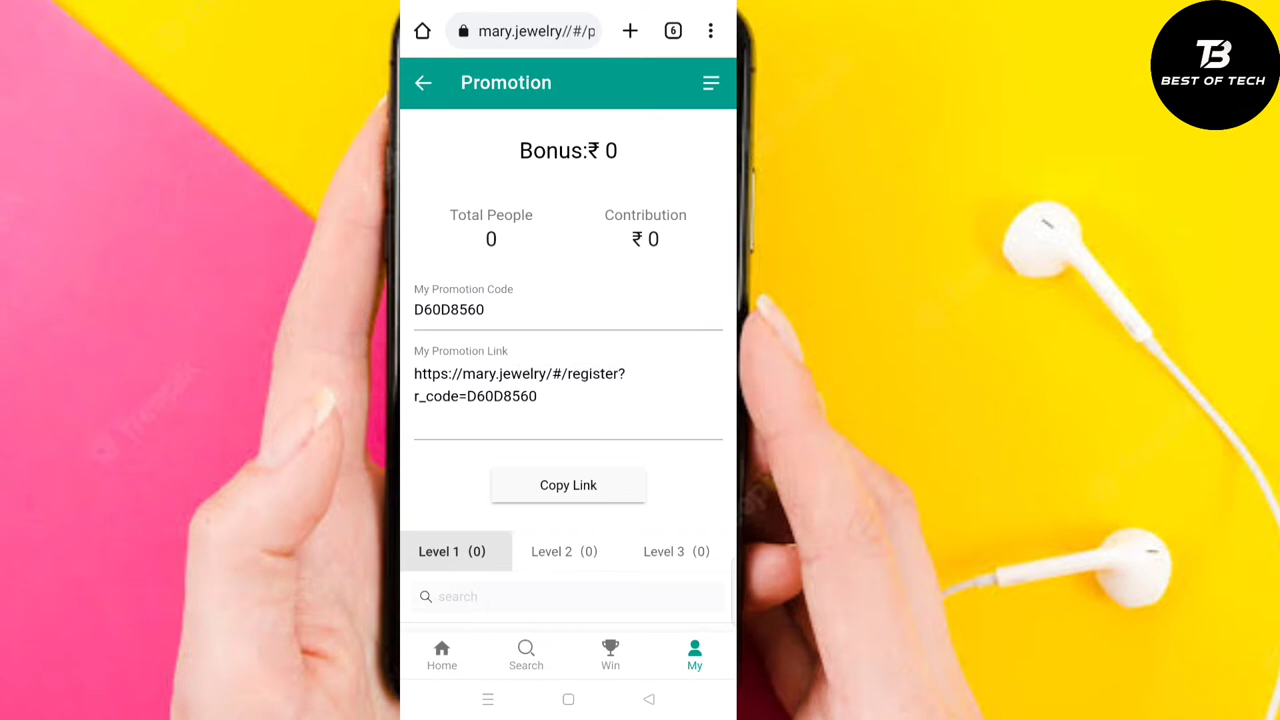 mary.jewelry//#/p
6
Promotion
Bonus:₹ 0
Total People
Contribution
0
₹ 0
My Promotion Code
D60D8560
My Promotion Link
https://mary.jewelry/#/register?
r_code=D60D8560
Copy Link
Level 1 (0)
Level 2 (0)
Level 3 (0)
search
Home
Search
Win
My
TB
BEST OF TECH